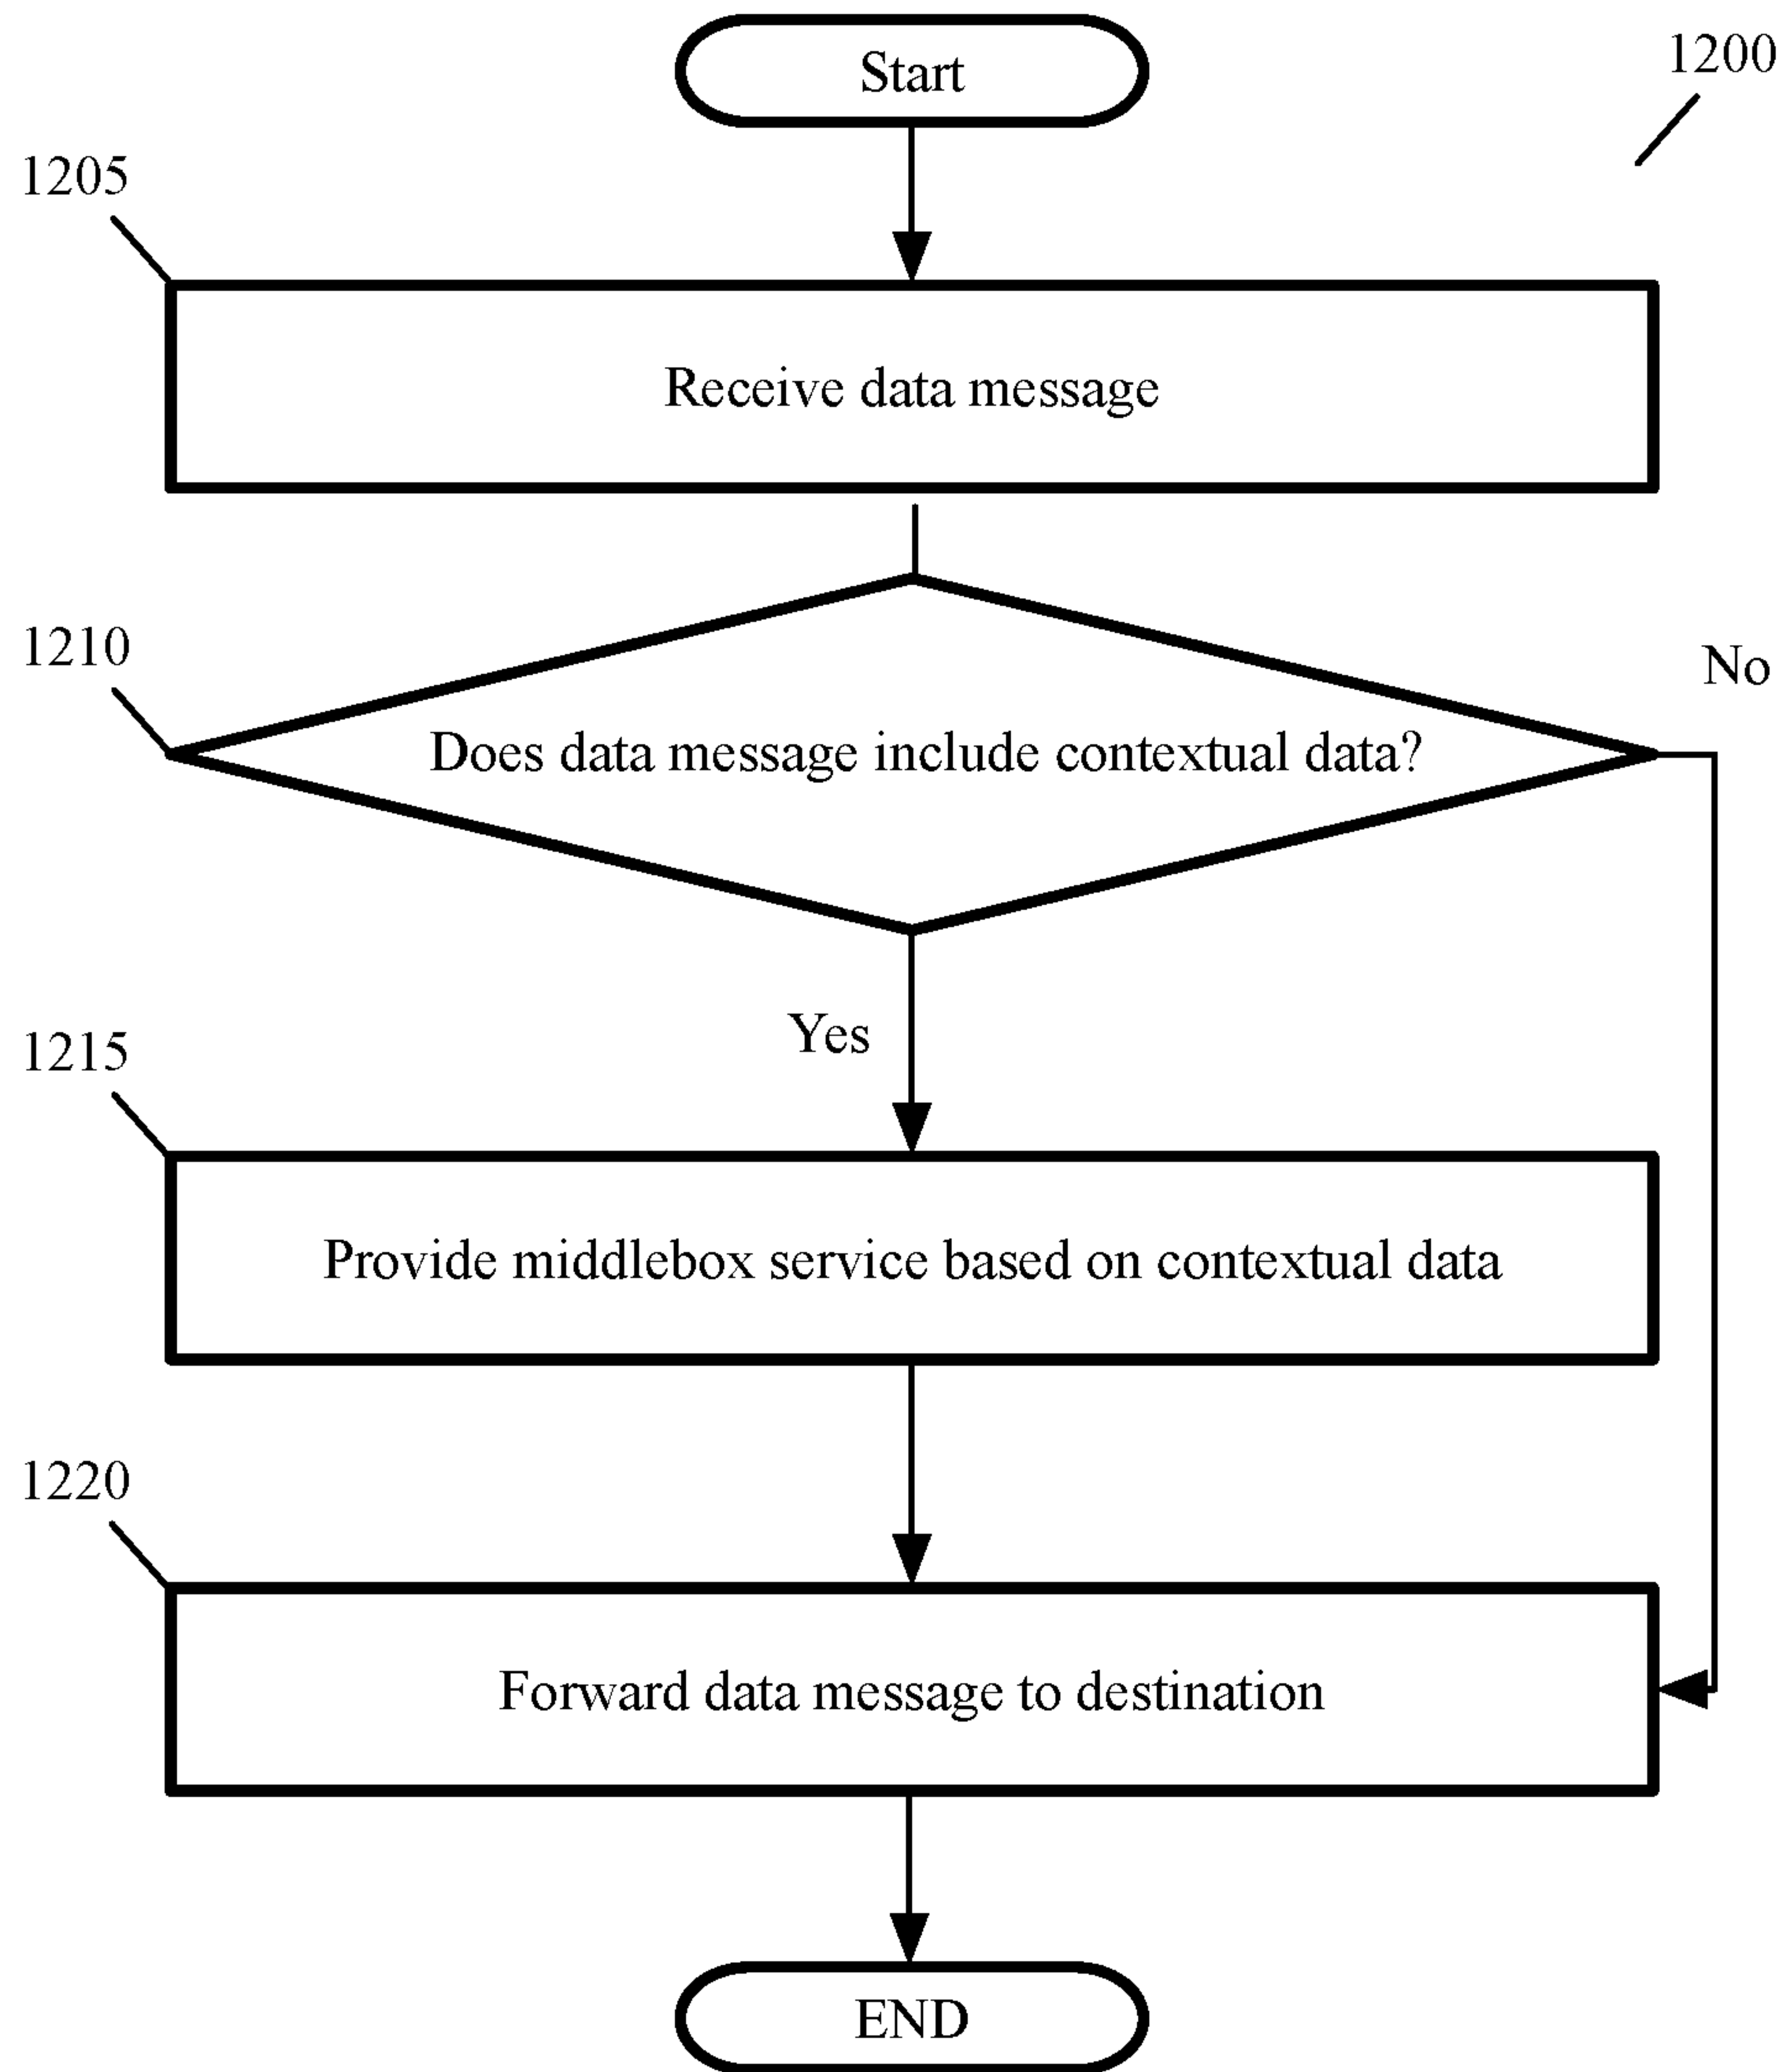 Start
1200
1205
Receive data message
1210
No
Does data message include contextual data?
Yes
1215
Provide middlebox service based on contextual data
1220
Forward data message to destination
END